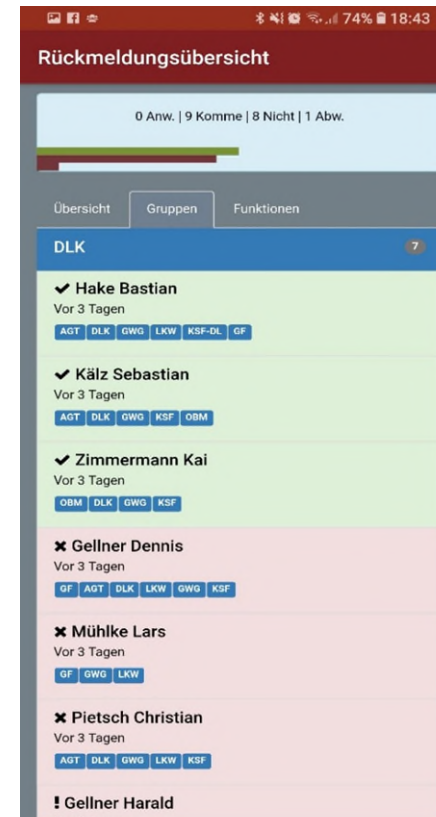 74% 18:43
Rückmeldungsübersicht
0 Anw. | 9 Komme | 8 Nicht | 1 Abw.
Übersicht Gruppen Funktionen
DLK 7
Hake Bastian
Vor 3 Tagen
AGT DLK GWG LKW KSF-DL GF
Kälz Sebastian
Vor 3 Tagen
AGT DLK GWG KSF OBM
Zimmermann Kai
Vor 3 Tagen
OBM DLK GWG KSF
Gellner Dennis
Vor 3 Tagen
GF AGT DLK LKW GWG KSF
Mühlke Lars
Vor 3 Tagen
GF GWG LKW
Pietsch Christian
Vor 3 Tagen
AGT DLK GWG LKW KSF
! Gellner Harald